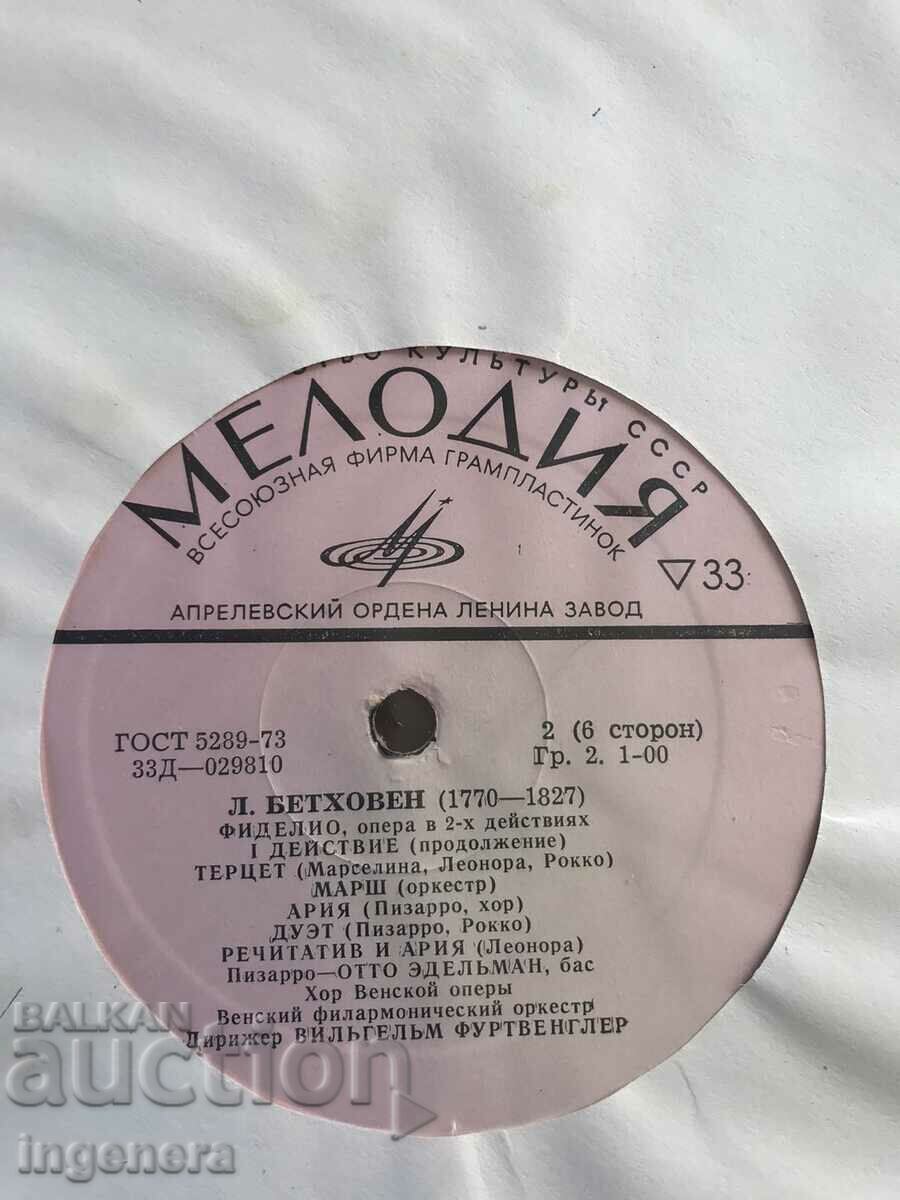 КУЛЬТУРЫ СССР
МЕЛОДИЯ
ВСЕСОЮЗНАЯ ФИРМА ГРАМПЛАСТИНОК
▽33
АПРЕЛЕВСКИЙ ОРДЕНА ЛЕНИНА ЗАВОД
ГОСТ 5289-73
33Д—029810
2 (6 сторон)
Гр. 2. 1-00
Л. БЕТХОВЕН (1770—1827)
ФИДЕЛИО, опера в 2-х действиях
I ДЕЙСТВИЕ (продолжение)
ТЕРЦЕТ (Марселина, Леонора, Рокко)
МАРШ (оркестр)
АРИЯ (Пизарро, хор)
ДУЭТ (Пизарро, Рокко)
РЕЧИТАТИВ И АРИЯ (Леонора)
Пизарро—ОТТО ЭДЕЛЬМАН, бас
Хор Венской оперы
Венский филармонический оркестр
Дирижер ВИЛЬГЕЛЬМ ФУРТВЕНГЛЕР
BALKAN
auction
ingenera